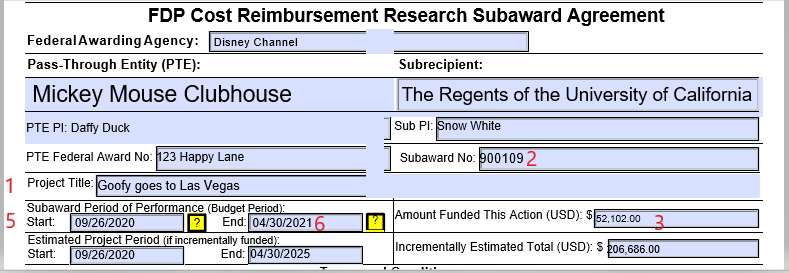 FDP Cost Reimbursement Research Subaward Agreement
Federal Awarding Agency: Disney Channel
Pass-Through Entity (PTE): Subrecipient:
Mickey Mouse Clubhouse The Regents of the University of California
PTE PI: Daffy Duck Sub PI: Snow White
PTE Federal Award No: 123 Happy Lane Subaward No: 900109 2
1 Project Title: Goofy goes to Las Vegas
Subaward Period of Performance (Budget Period):
5 Start: 09/26/2020 ? End: 04/30/2021 6 ? Amount Funded This Action (USD): $ 52,102.00 3
Estimated Project Period (if incrementally funded):
Start: 09/26/2020 End: 04/30/2025 Incrementally Estimated Total (USD): $ 206,686.00